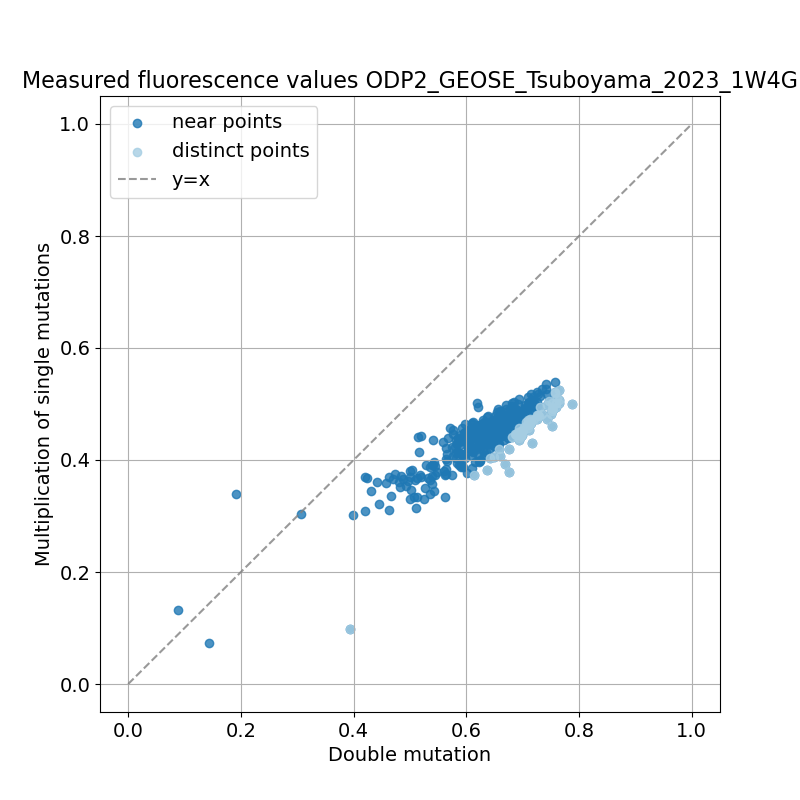 Measured fluorescence values ODP2_GEOSE_Tsuboyama_2023_1W4G
near points
distinct points
y=x
1.0
0.8
0.6
0.4
0.2
0.0
Multiplication of single mutations
0.0 0.2 0.4 0.6 0.8 1.0
Double mutation